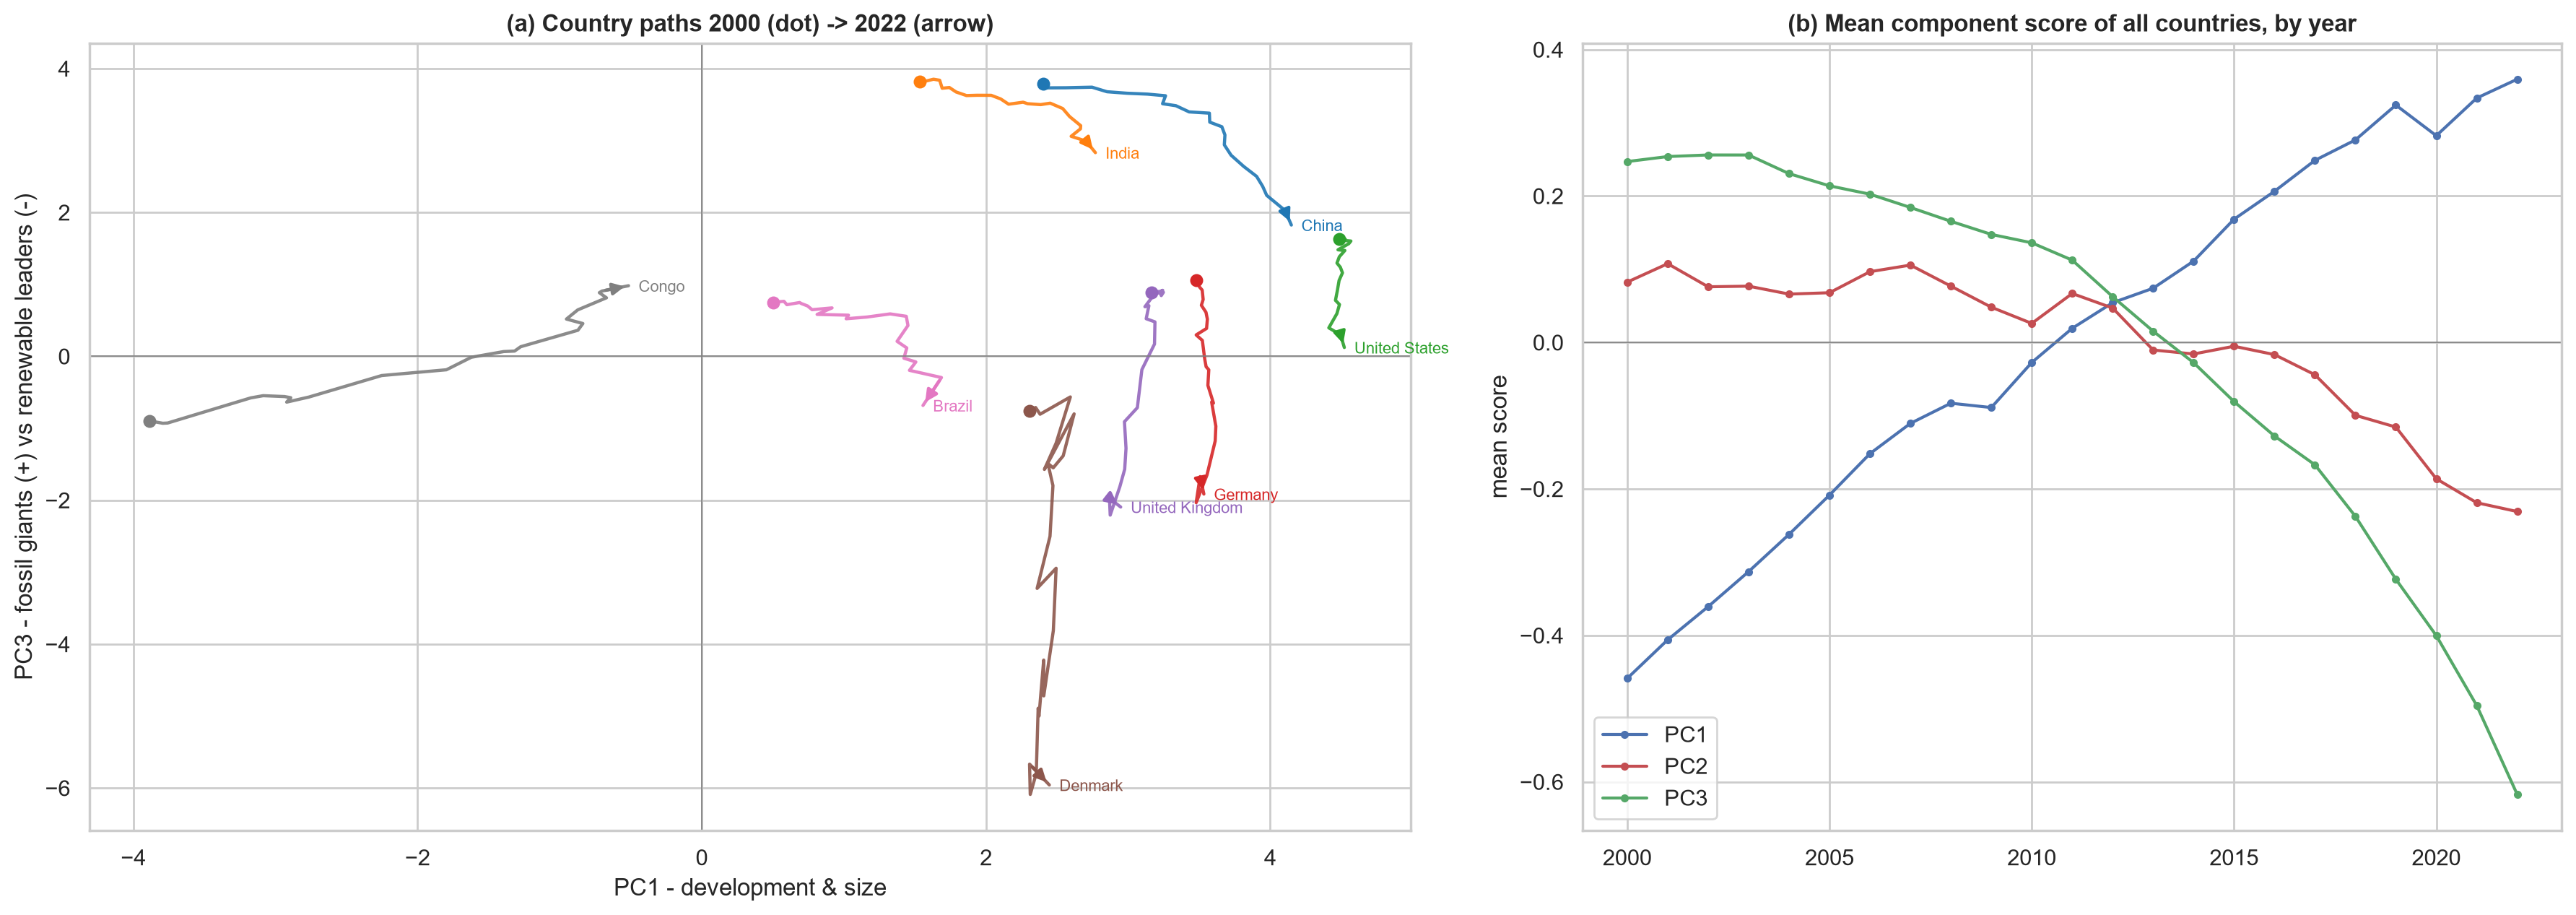 (a) Country paths 2000 (dot) -> 2022 (arrow)
PC3 - fossil giants (+) vs renewable leaders (-)
4
2
0
−2
−4
−6
India
China
Congo
United States
Brazil
Germany
United Kingdom
Denmark
−4
−2
0
2
4
PC1 - development & size
(b) Mean component score of all countries, by year
mean score
0.4
0.2
0.0
−0.2
−0.4
−0.6
PC1
PC2
PC3
2000
2005
2010
2015
2020